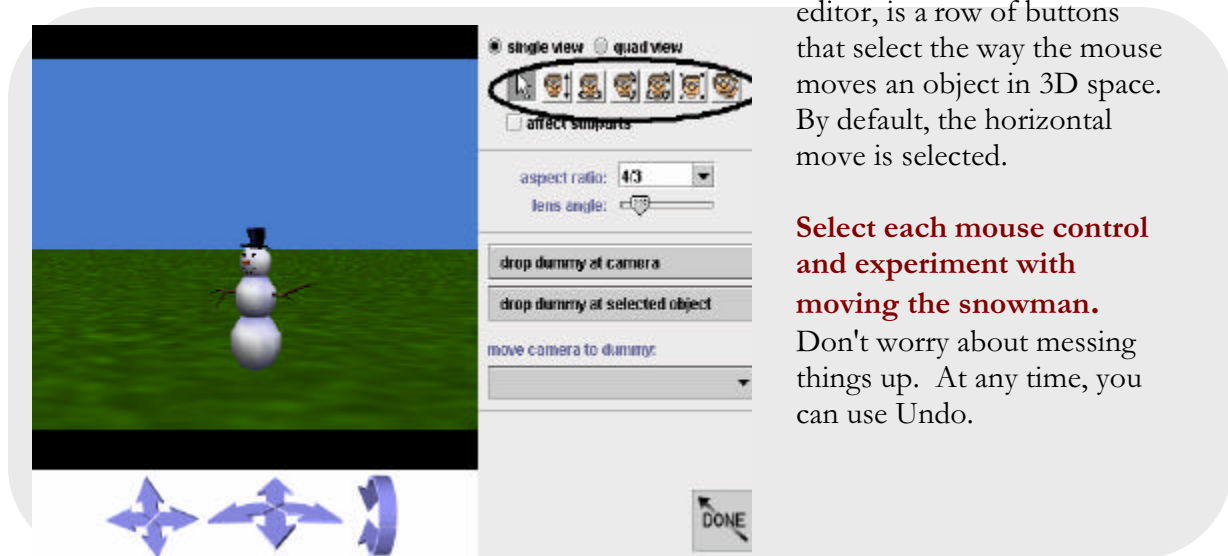 single view quad view
affect subparts
aspect ratio: 4/3
lens angle:
drop dummy at camera
drop dummy at selected object
move camera to dummy:
DONE
editor, is a row of buttons
that select the way the mouse
moves an object in 3D space.
By default, the horizontal
move is selected.
Select each mouse control
and experiment with
moving the snowman.
Don't worry about messing
things up. At any time, you
can use Undo.